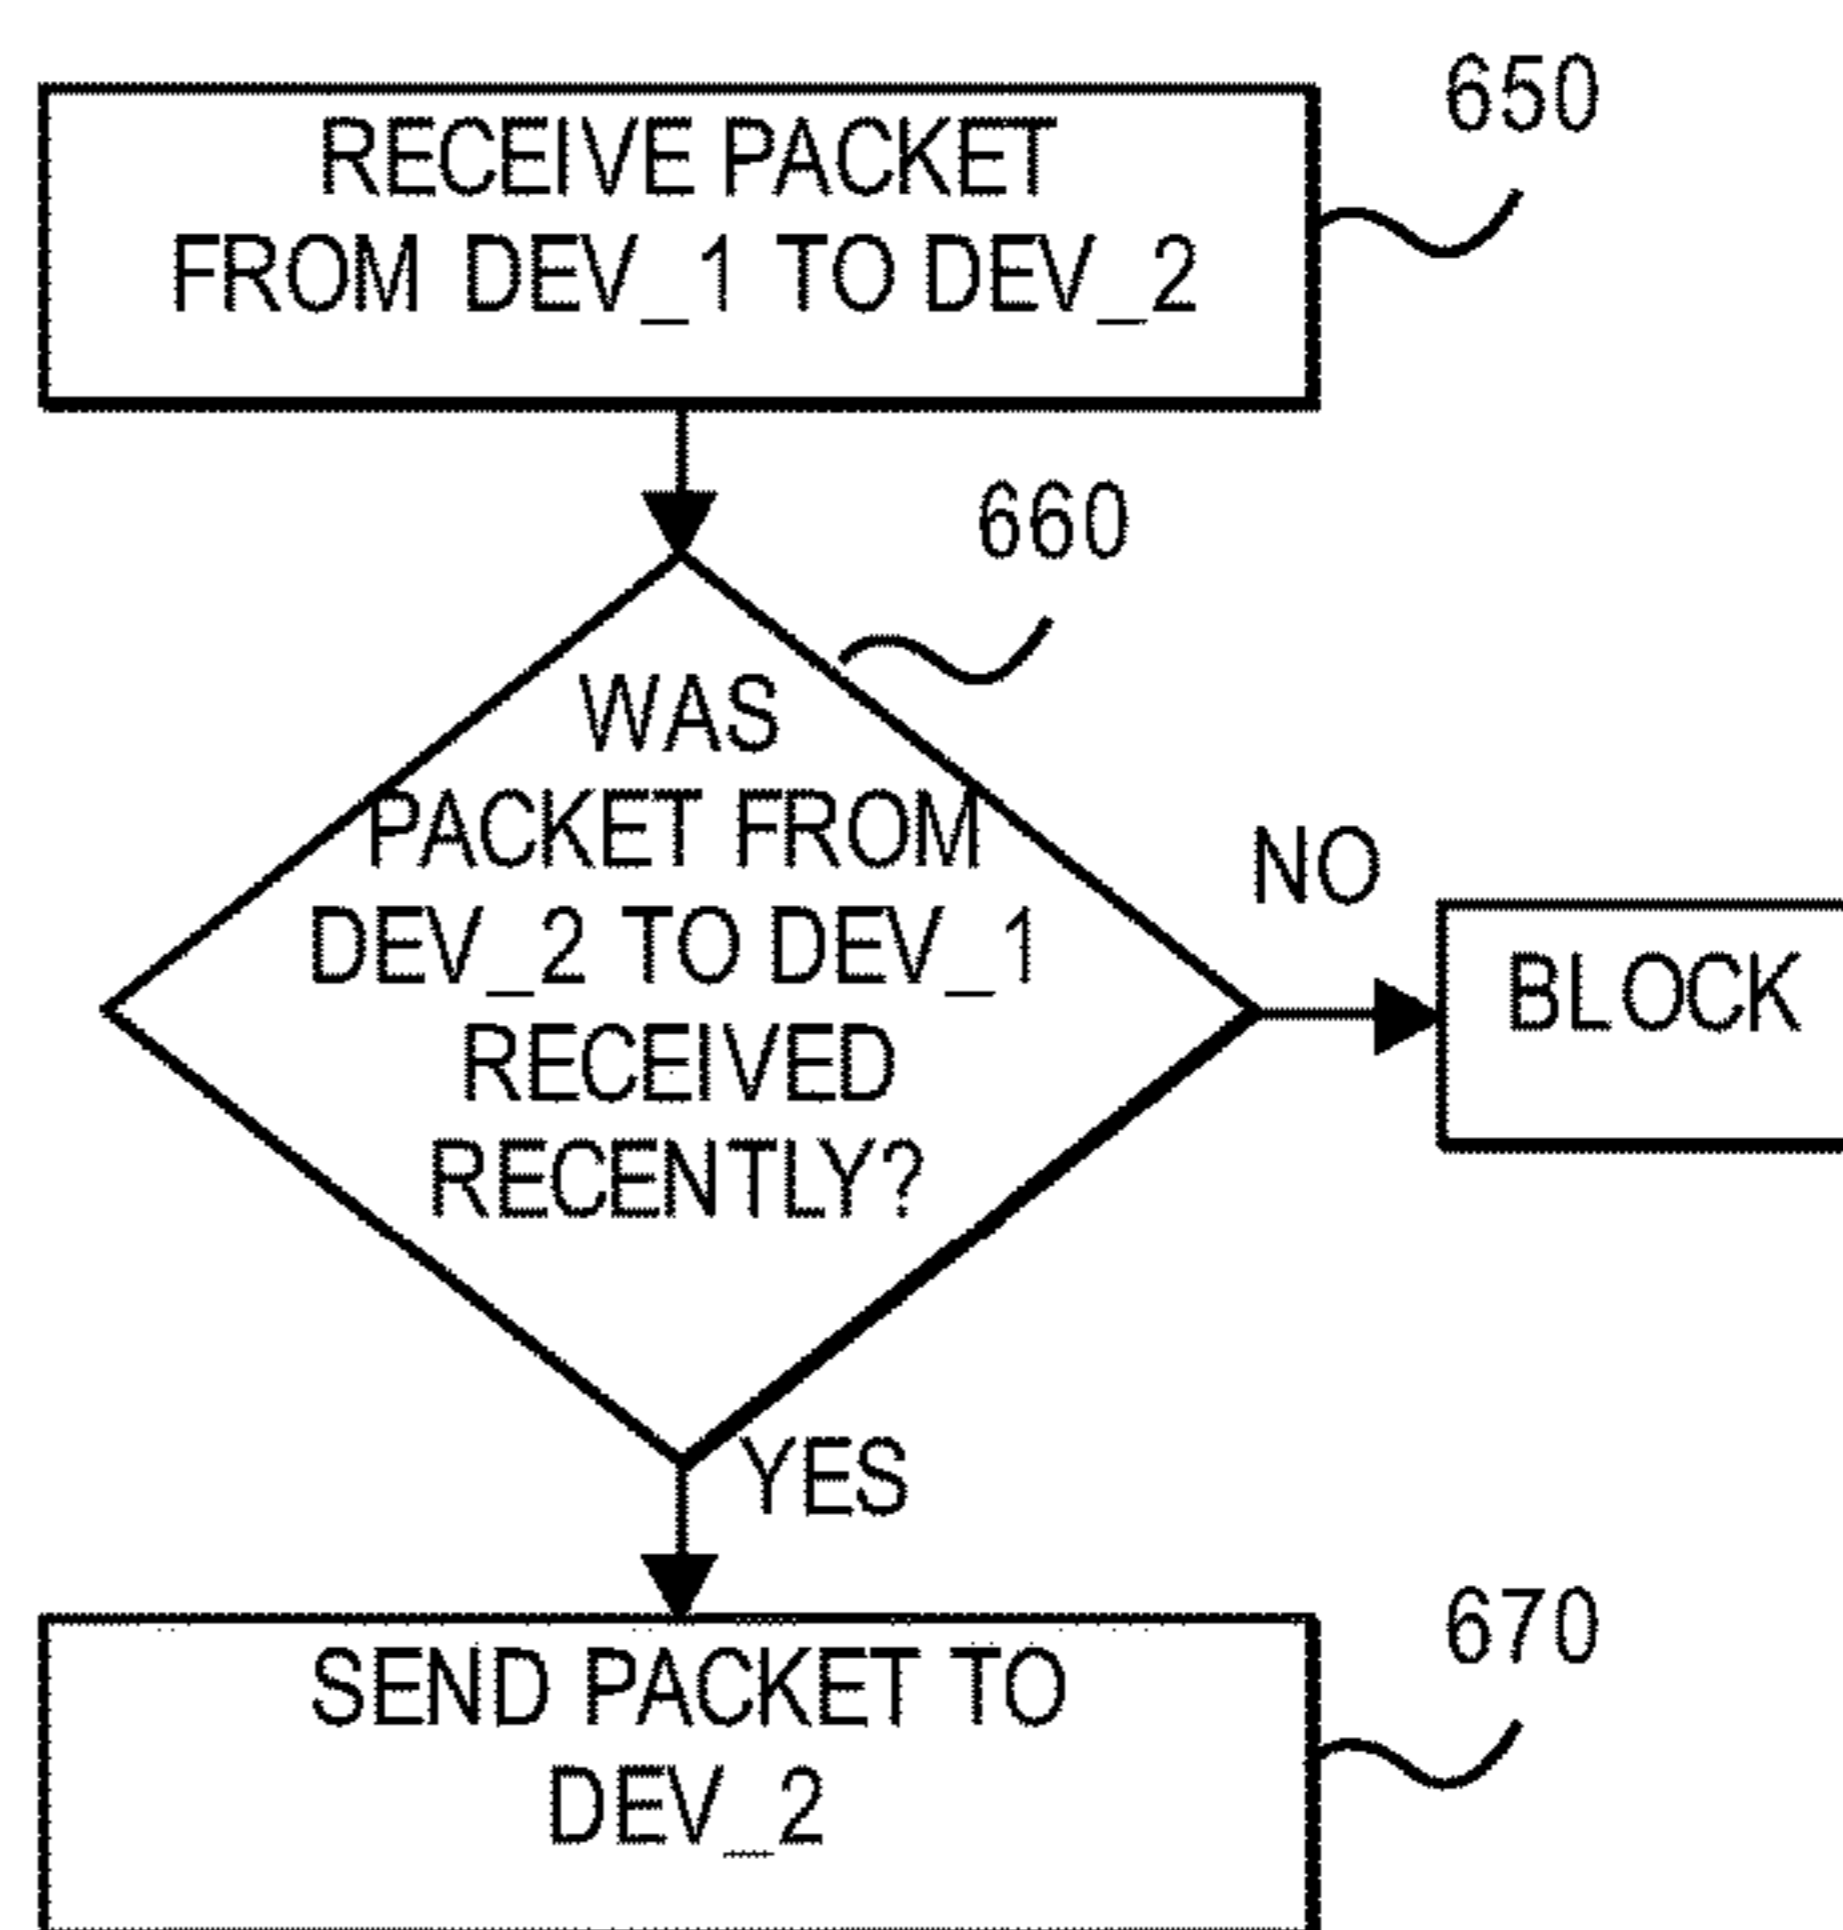 650
RECEIVE PACKET
FROM DEV_1 TO DEV_2
660
WAS
PACKET FROM
DEV_2 TO DEV_1
RECEIVED
RECENTLY?
NO
BLOCK
YES
670
SEND PACKET TO
DEV_2